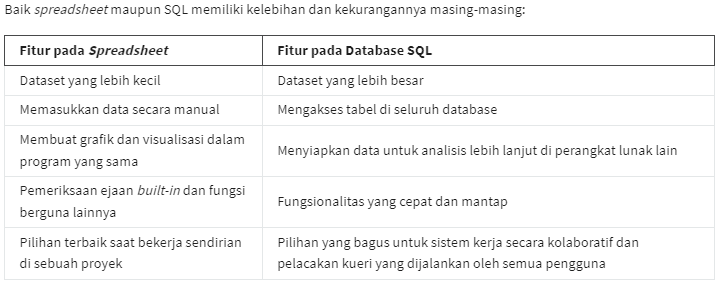 Baik spreadsheet maupun SQL memiliki kelebihan dan kekurangannya masing-masing:
Fitur pada Spreadsheet
Fitur pada Database SQL
Dataset yang lebih kecil
Dataset yang lebih besar
Memasukkan data secara manual
Mengakses tabel di seluruh database
Membuat grafik dan visualisasi dalam
program yang sama
Menyiapkan data untuk analisis lebih lanjut di perangkat lunak lain
Pemeriksaan ejaan built-in dan fungsi
berguna lainnya
Fungsionalitas yang cepat dan mantap
Pilihan terbaik saat bekerja sendirian
di sebuah proyek
Pilihan yang bagus untuk sistem kerja secara kolaboratif dan
pelacakan kueri yang dijalankan oleh semua pengguna